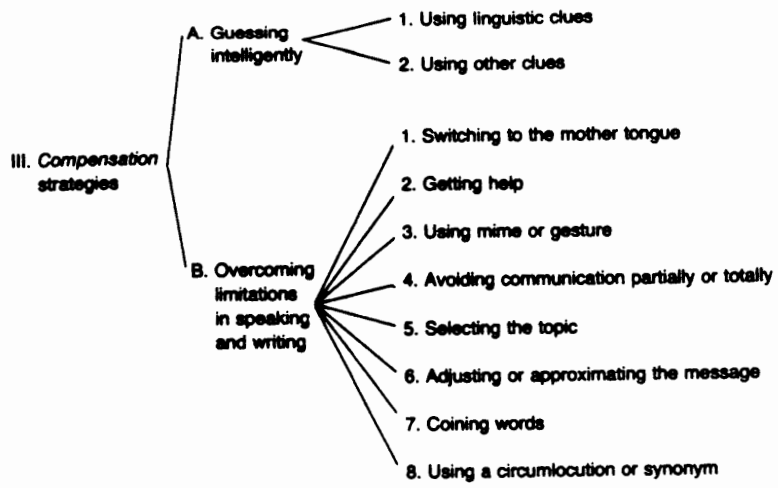 A. Guessing
intelligently
1. Using linguistic clues
2. Using other clues
III. Compensation
strategies
B. Overcoming
limitations
in speaking
and writing
1. Switching to the mother tongue
2. Getting help
3. Using mime or gesture
4. Avoiding communication partially or totally
5. Selecting the topic
6. Adjusting or approximating the message
7. Coining words
8. Using a circumlocution or synonym